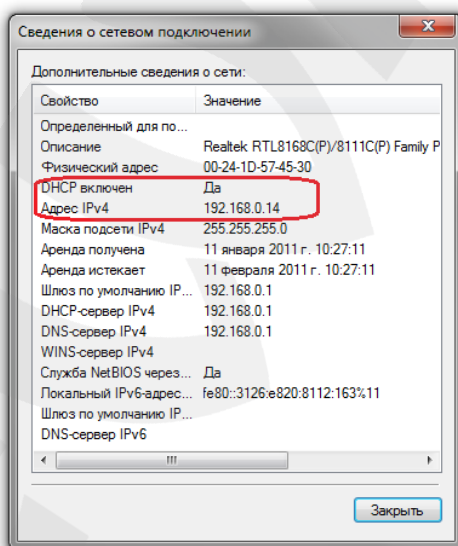 Сведения о сетевом подключении
Дополнительные сведения о сети:
Свойство Значение
Определенный для по...
Описание Realtek RTL8168C(P)/8111C(P) Family P
Физический адрес 00-24-1D-57-45-30
DHCP включен Да
Адрес IPv4 192.168.0.14
Маска подсети IPv4 255.255.255.0
Аренда получена 11 января 2011 г. 10:27:11
Аренда истекает 11 февраля 2011 г. 10:27:11
Шлюз по умолчанию IP... 192.168.0.1
DHCP-сервер IPv4 192.168.0.1
DNS-сервер IPv4 192.168.0.1
WINS-сервер IPv4
Служба NetBIOS через... Да
Локальный IPv6-адрес... fe80::3126:e820:8112:163%11
Шлюз по умолчанию IP...
DNS-сервер IPv6
Закрыть